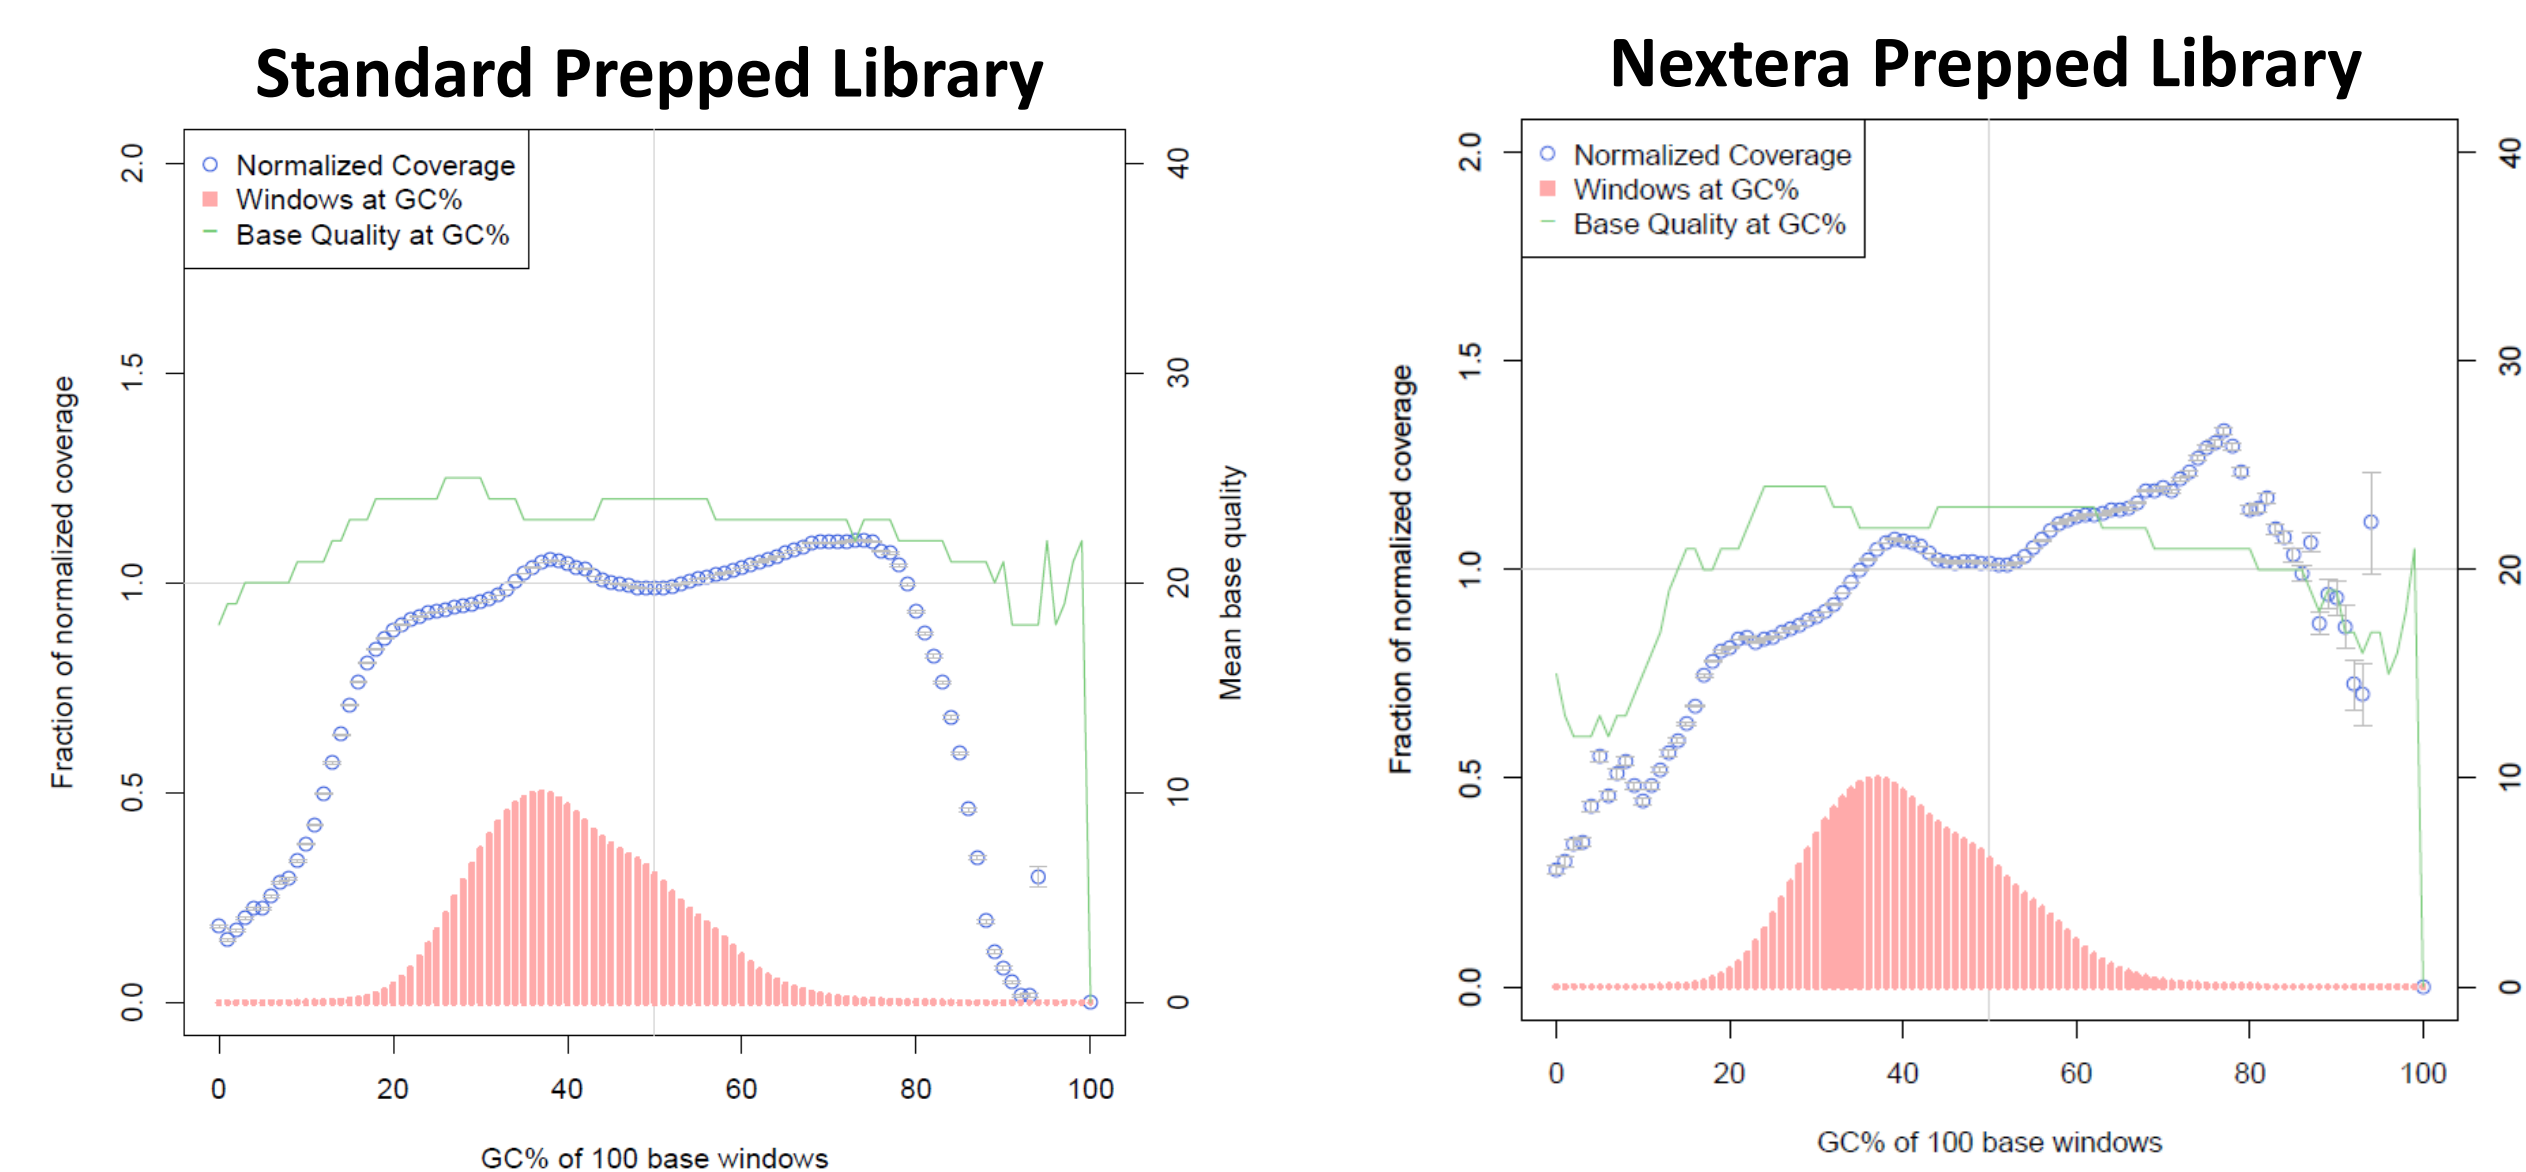 Standard Prepped Library
Normalized Coverage
Windows at GC%
Base Quality at GC%
2.0
1.5
1.0
0.5
0.0
Fraction of normalized coverage
40
30
20
10
0
Mean base quality
0 20 40 60 80 100
GC% of 100 base windows
Nextera Prepped Library
Normalized Coverage
Windows at GC%
Base Quality at GC%
2.0
1.5
1.0
0.5
0.0
Fraction of normalized coverage
40
30
20
10
0
0 20 40 60 80 100
GC% of 100 base windows